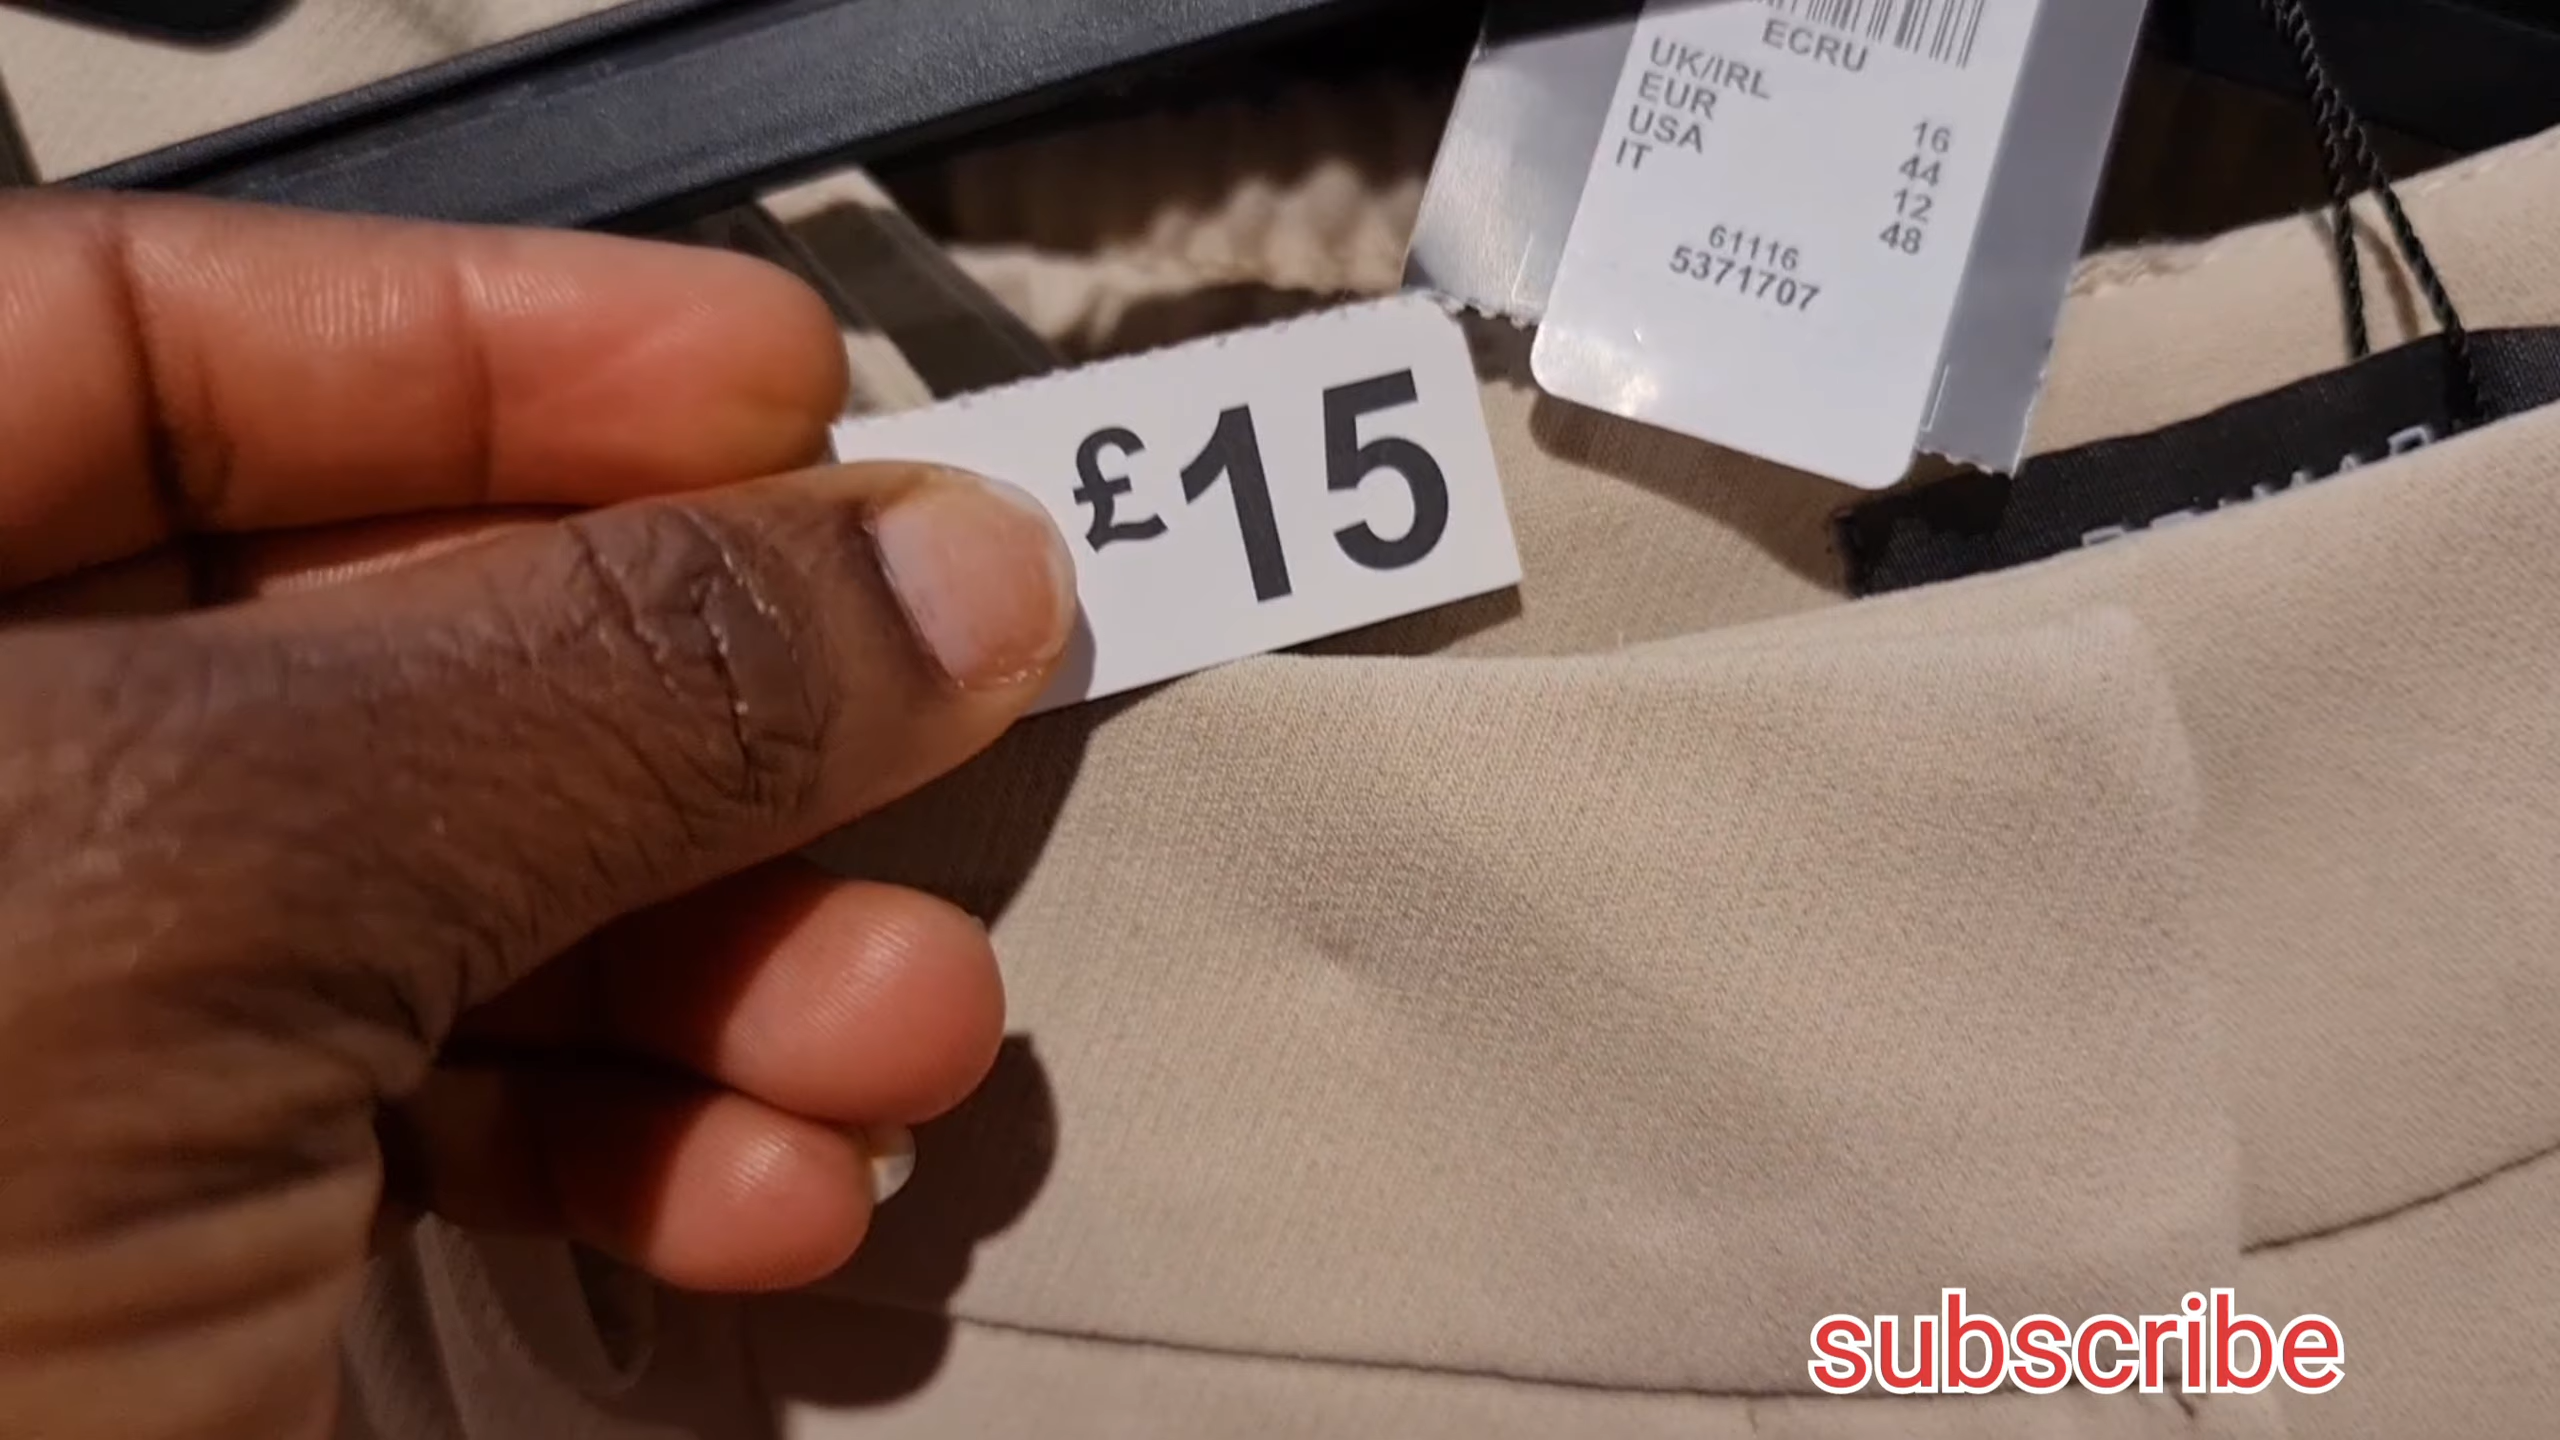 ECRU
UK/IRL 16
EUR 44
USA 12
IT 48
61116
5371707
£15
subscribe